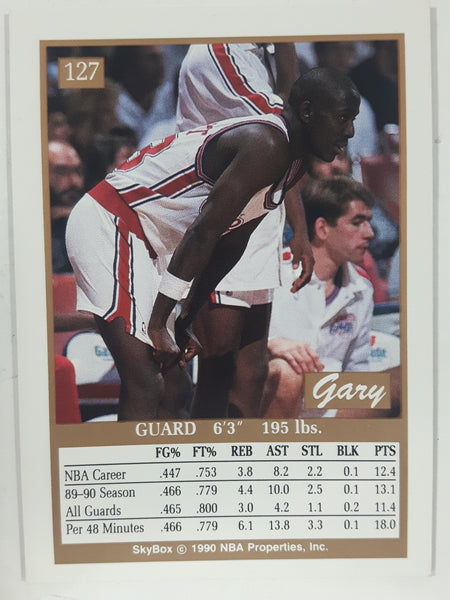 127
Gary
GUARD 6'3" 195 lbs.
FG% FT% REB AST STL BLK PTS
NBA Career .447 .753 3.8 8.2 2.2 0.1 12.4
89–90 Season .466 .779 4.4 10.0 2.5 0.1 13.1
All Guards .465 .800 3.0 4.2 1.1 0.2 11.4
Per 48 Minutes .466 .779 6.1 13.8 3.3 0.1 18.0
SkyBox © 1990 NBA Properties, Inc.